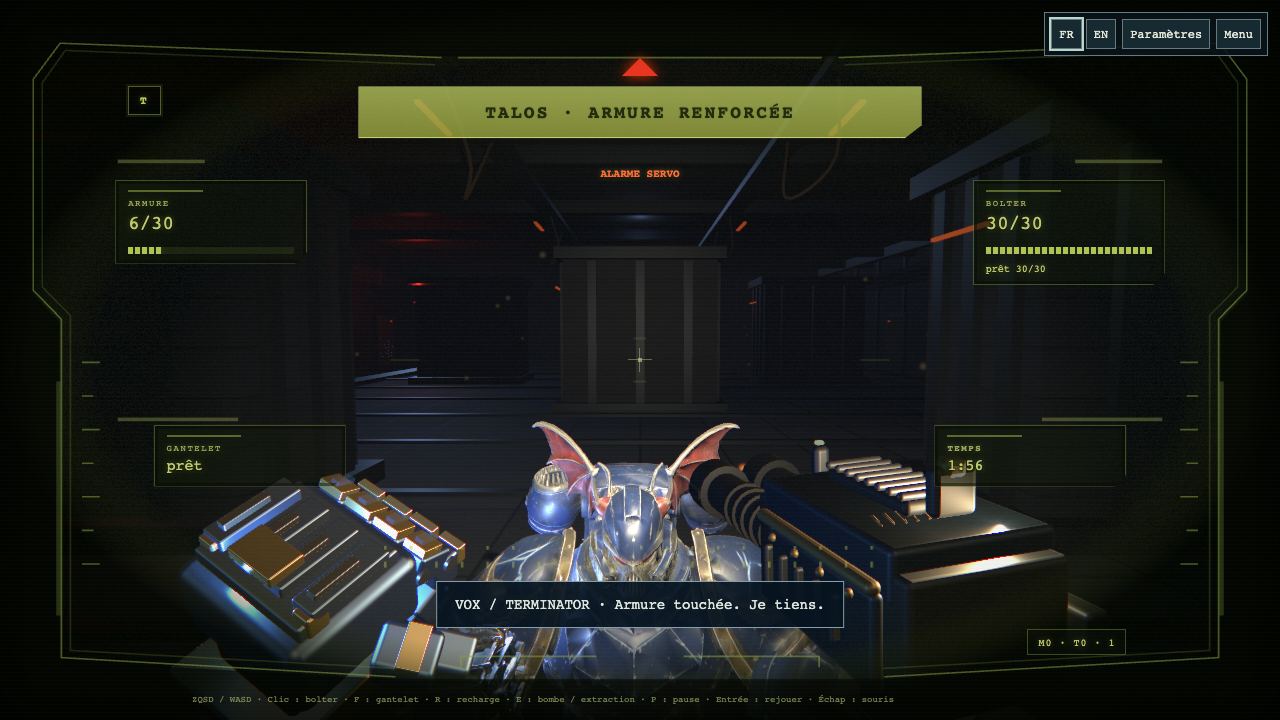 FR EN Paramètres Menu
T
TALOS · ARMURE RENFORCÉE
ALARME SERVO
ARMURE
6/30
BOLTER
30/30
prêt 30/30
GANTELET
prêt
TEMPS
1:56
VOX / TERMINATOR · Armure touchée. Je tiens.
M0 · T0 · 1
ZQSD / WASD · Clic : bolter · F : gantelet · R : recharge · E : bombe / extraction · P : pause · Entrée : rejouer · Échap : souris